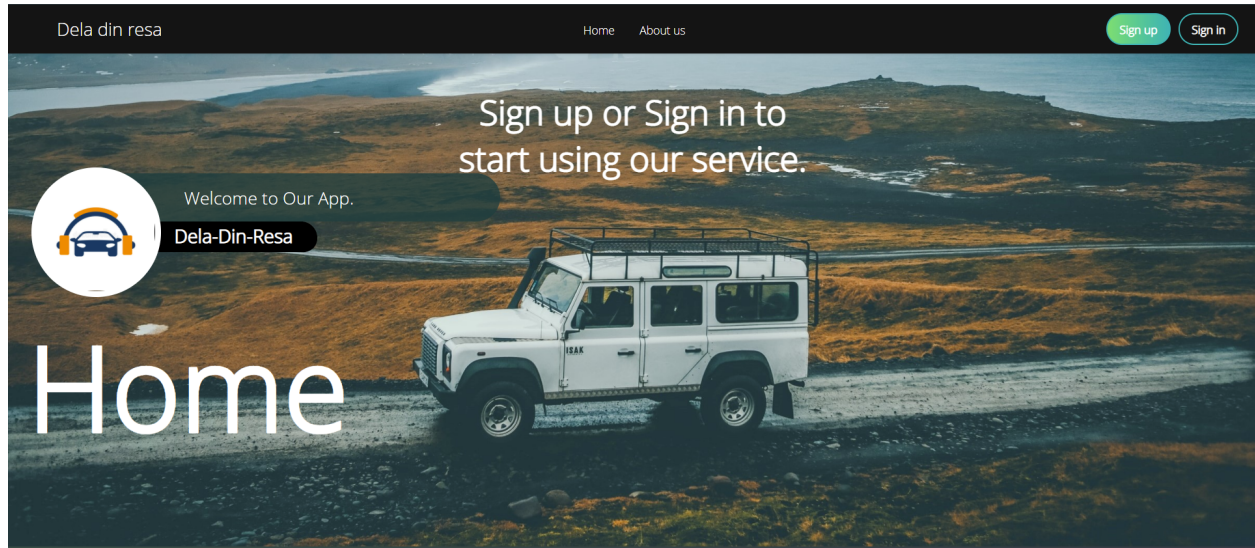 Dela din resa
Home
About us
Sign up
Sign in
Sign up or Sign in to
start using our service.
Welcome to Our App.
Dela-Din-Resa
Home
ISAK